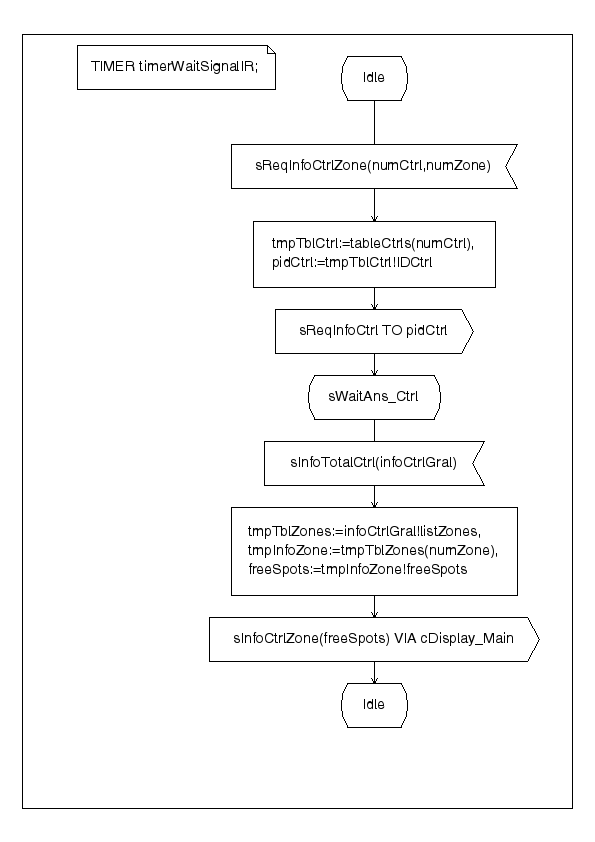 TIMER timerWaitSignalIR;
Idle
sReqInfoCtrlZone(numCtrl,numZone)
tmpTblCtrl:=tableCtrls(numCtrl),
pidCtrl:=tmpTblCtrl!IDCtrl
sReqInfoCtrl TO pidCtrl
sWaitAns_Ctrl
sInfoTotalCtrl(infoCtrlGral)
tmpTblZones:=infoCtrlGral!listZones,
tmpInfoZone:=tmpTblZones(numZone),
freeSpots:=tmpInfoZone!freeSpots
sInfoCtrlZone(freeSpots) VIA cDisplay_Main
Idle